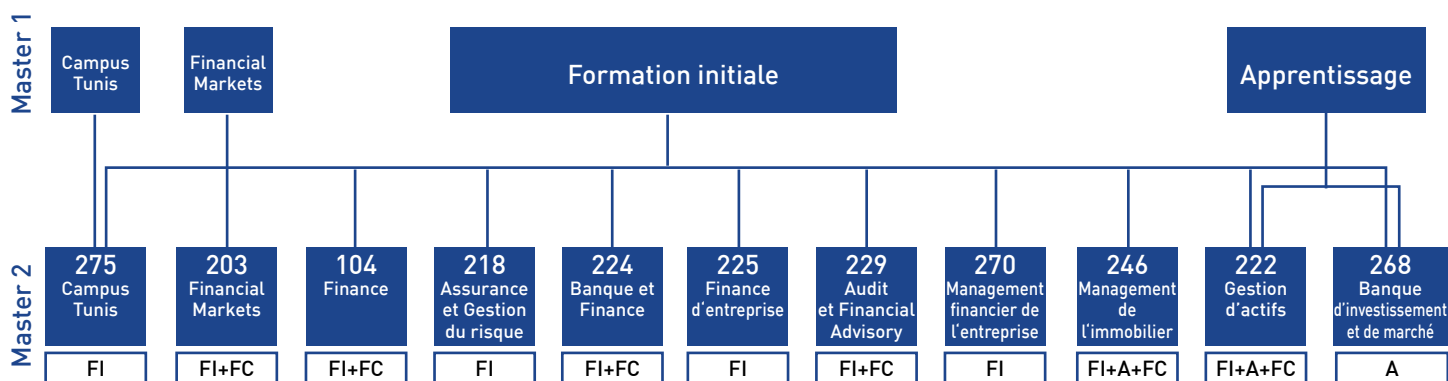 Master 1
Campus
Tunis
Financial
Markets
Formation initiale
Apprentissage
Master 2
275
Campus
Tunis
FI
203
Financial
Markets
FI+FC
104
Finance
FI+FC
218
Assurance
et Gestion
du risque
FI
224
Banque et
Finance
FI+FC
225
Finance
d'entreprise
FI
229
Audit
et Financial
Advisory
FI+FC
270
Management
financier de
l'entreprise
FI
246
Management
de
l'immobilier
FI+A+FC
222
Gestion
d'actifs
FI+A+FC
268
Banque
d'investissement
et de marché
A